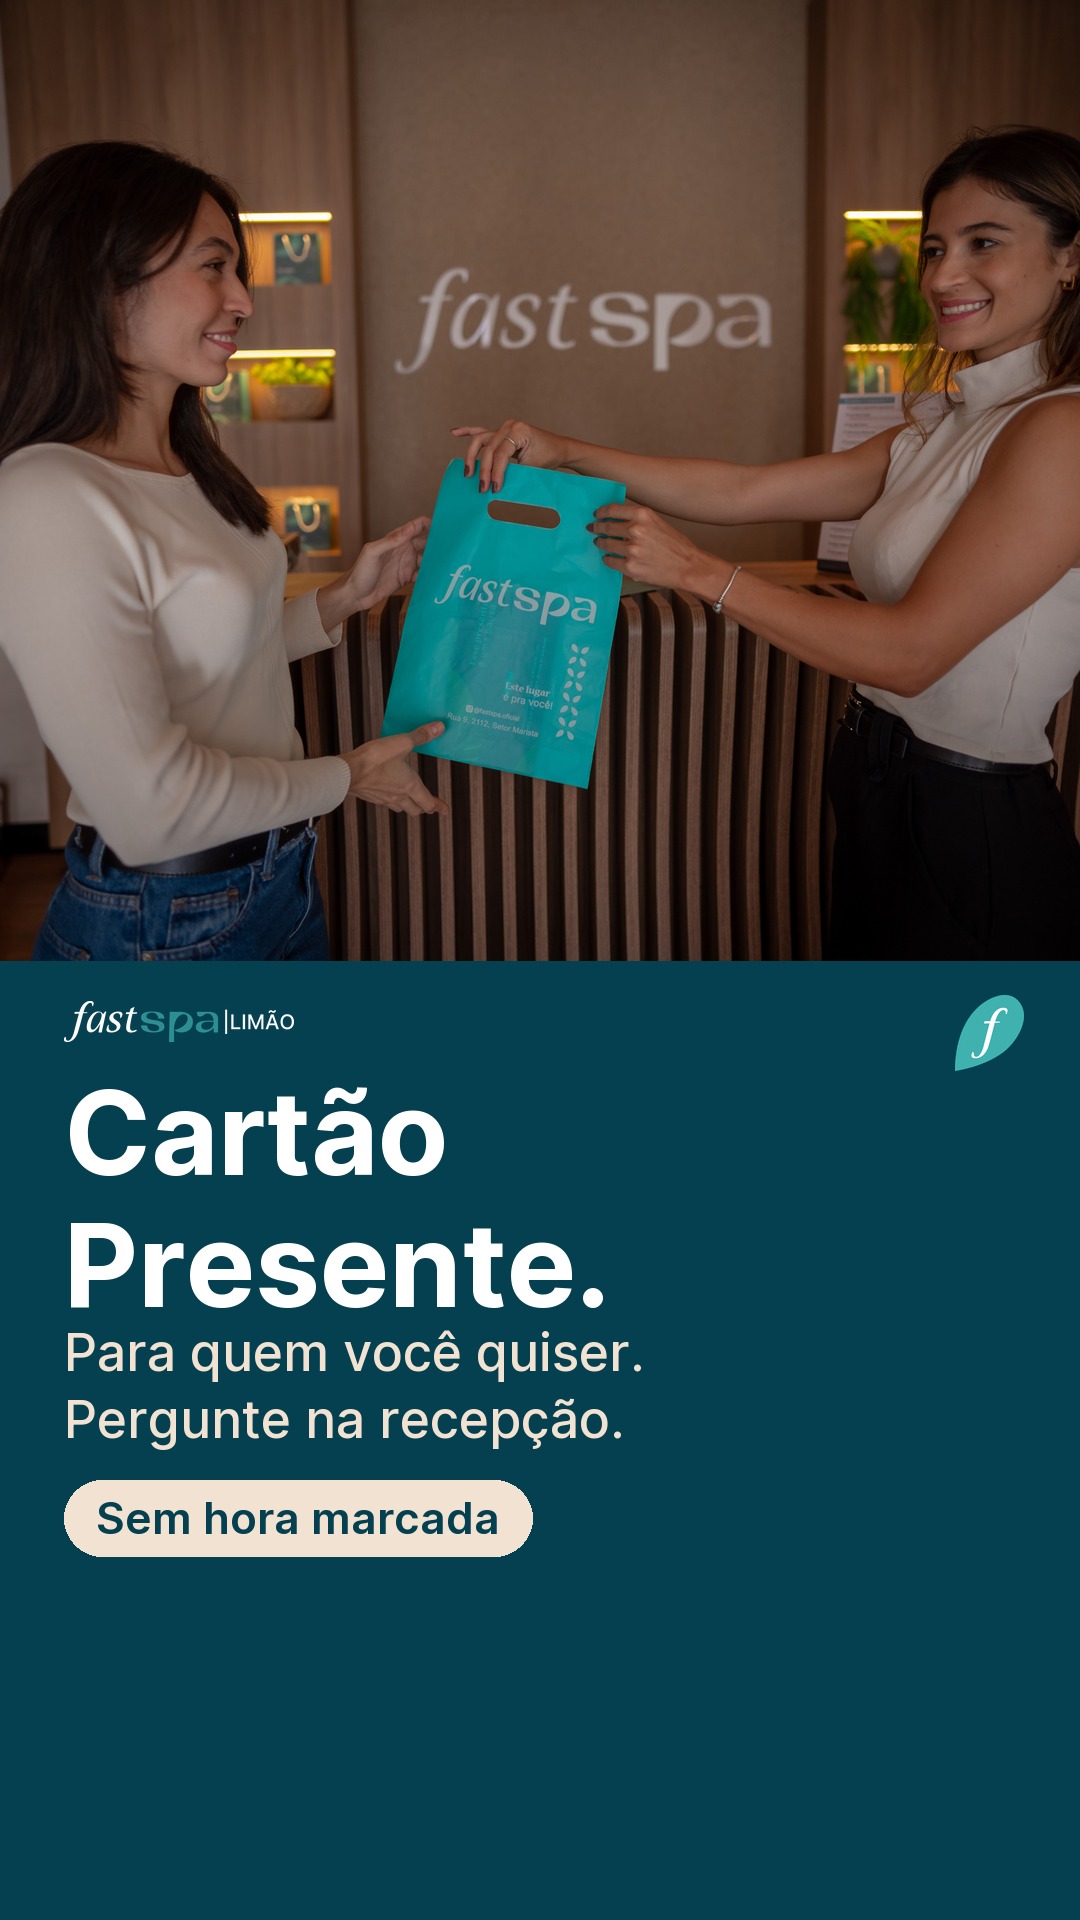 fast spa
fastspa
Este lugar
é pra você!
@fastspa.oficial
Rua 9, 2112, Setor Marista
fastspa|LIMÃO
f
Cartão
Presente.
Para quem você quiser.
Pergunte na recepção.
Sem hora marcada